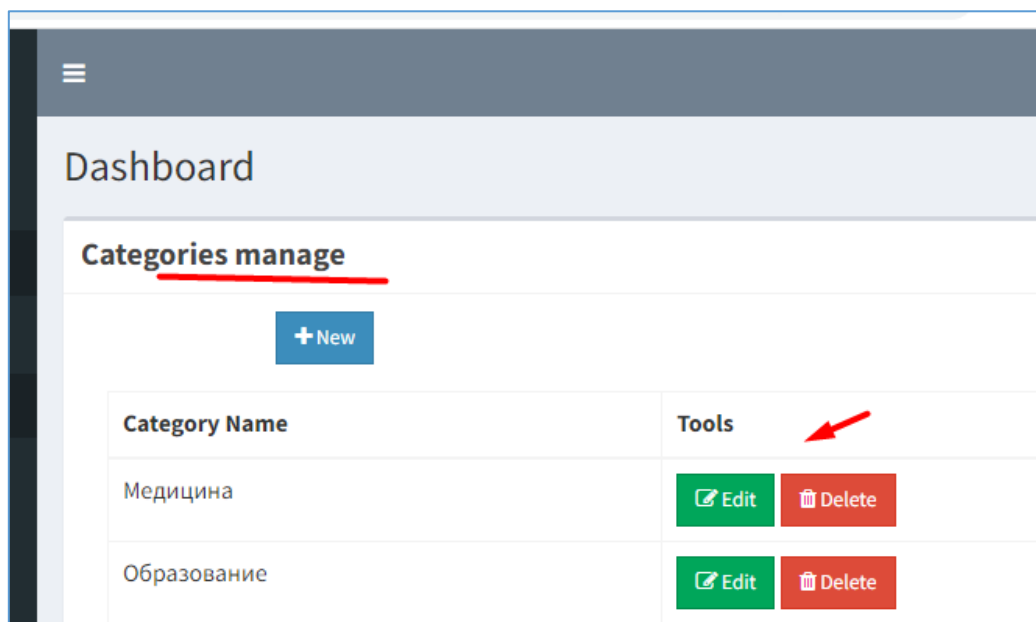 Dashboard
Categories manage
New
Category Name Tools
Медицина Edit Delete
Образование Edit Delete